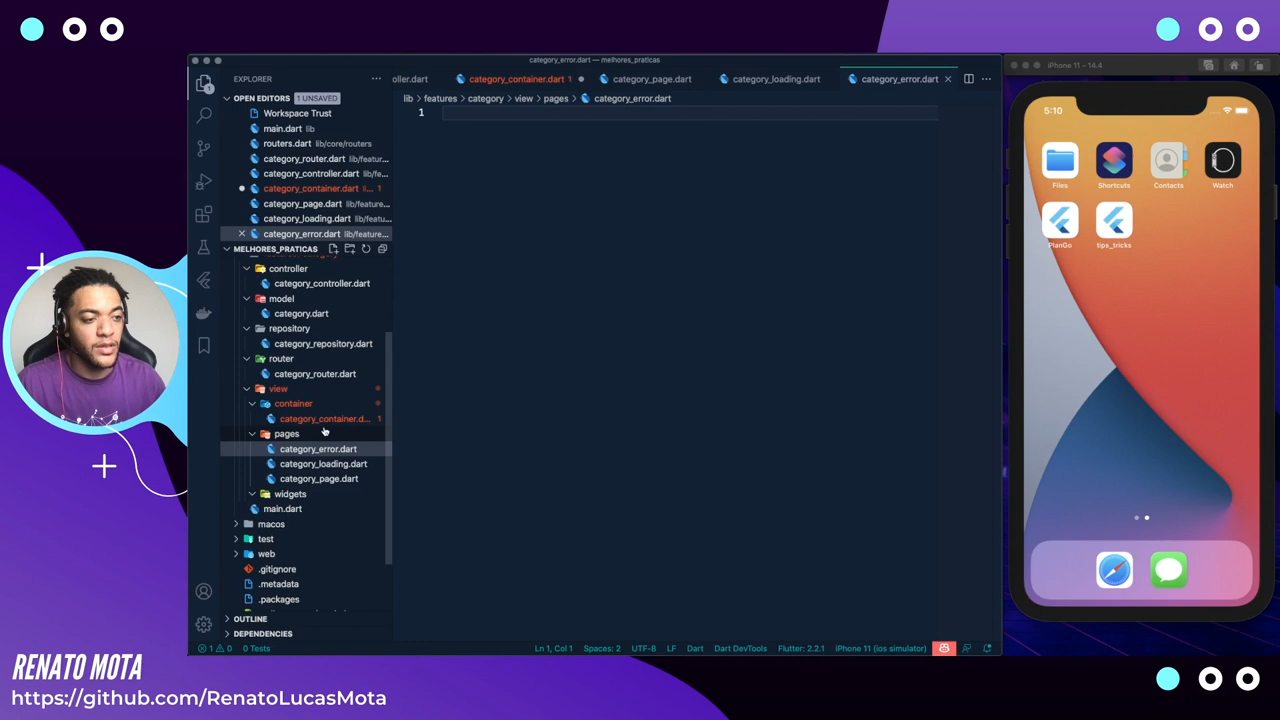 category_error.dart — melhores_praticas
EXPLORER
oller.dart
category_container.dart 1
category_page.dart
category_loading.dart
category_error.dart
OPEN EDITORS 1 UNSAVED
lib > features > category > view > pages > category_error.dart
1
Workspace Trust
main.dart lib
routers.dart lib/core/routers
category_router.dart lib/featur...
category_controller.dart lib/fe...
category_container.dart li... 1
category_page.dart lib/feature...
category_loading.dart lib/featu...
category_error.dart lib/feature...
MELHORES_PRATICAS
controller
category_controller.dart
model
category.dart
repository
category_repository.dart
router
category_router.dart
view
container
category_container.d... 1
pages
category_error.dart
category_loading.dart
category_page.dart
widgets
main.dart
macos
test
web
.gitignore
.metadata
.packages
OUTLINE
DEPENDENCIES
1 0 0 Tests
Ln 1, Col 1 Spaces: 2 UTF-8 LF Dart Dart DevTools Flutter: 2.2.1 iPhone 11 (ios simulator)
iPhone 11 – 14.4
5:10
Files Shortcuts Contacts Watch
PlanGo tips_tricks
RENATO MOTA
https://github.com/RenatoLucasMota